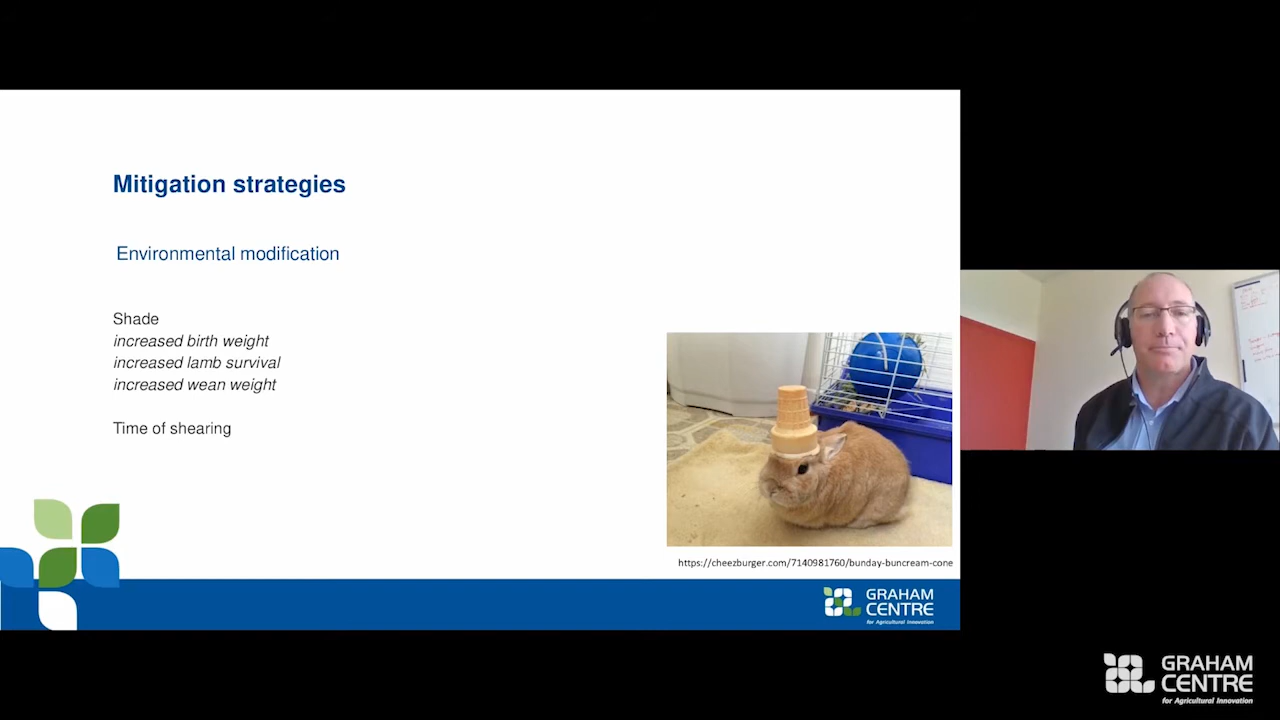 Mitigation strategies
Environmental modification
Shade
increased birth weight
increased lamb survival
increased wean weight
Time of shearing
https://cheezburger.com/7140981760/bunday-buncream-cone
GRAHAM
CENTRE
for Agricultural Innovation
GRAHAM
CENTRE
for Agricultural Innovation